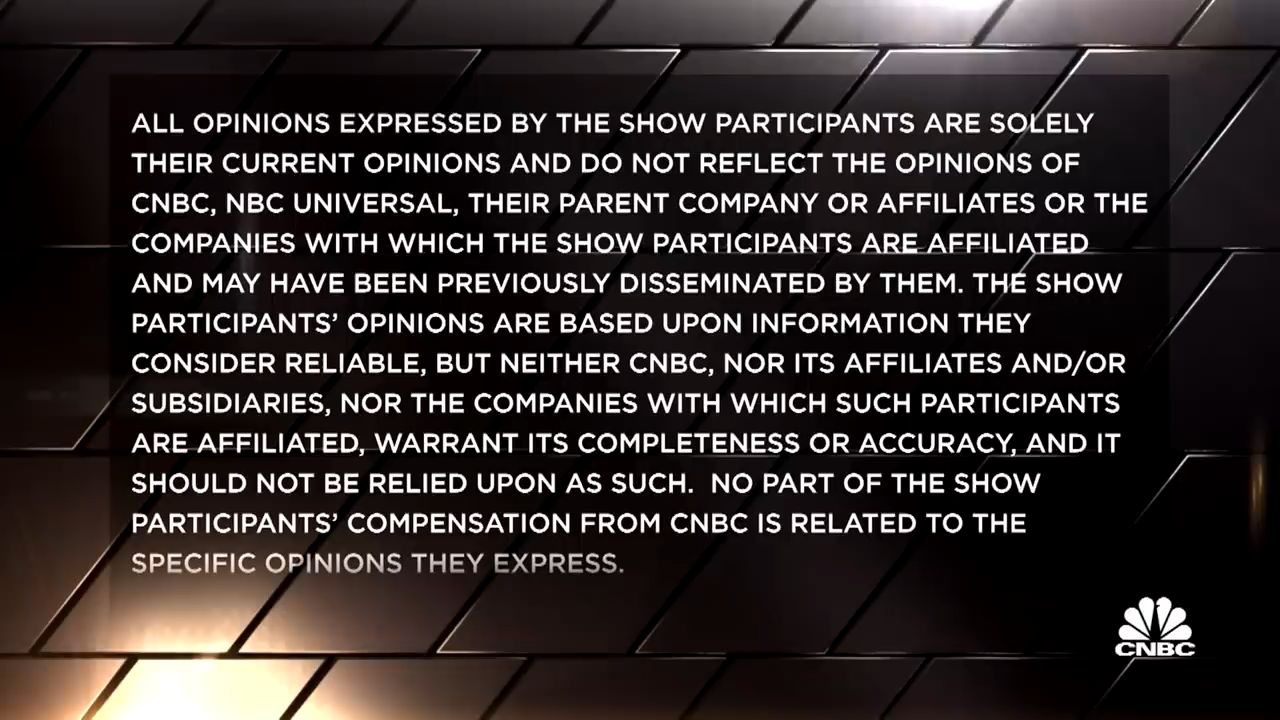 ALL OPINIONS EXPRESSED BY THE SHOW PARTICIPANTS ARE SOLELY
THEIR CURRENT OPINIONS AND DO NOT REFLECT THE OPINIONS OF
CNBC, NBC UNIVERSAL, THEIR PARENT COMPANY OR AFFILIATES OR THE
COMPANIES WITH WHICH THE SHOW PARTICIPANTS ARE AFFILIATED
AND MAY HAVE BEEN PREVIOUSLY DISSEMINATED BY THEM. THE SHOW
PARTICIPANTS’ OPINIONS ARE BASED UPON INFORMATION THEY
CONSIDER RELIABLE, BUT NEITHER CNBC, NOR ITS AFFILIATES AND/OR
SUBSIDIARIES, NOR THE COMPANIES WITH WHICH SUCH PARTICIPANTS
ARE AFFILIATED, WARRANT ITS COMPLETENESS OR ACCURACY, AND IT
SHOULD NOT BE RELIED UPON AS SUCH.  NO PART OF THE SHOW
PARTICIPANTS’ COMPENSATION FROM CNBC IS RELATED TO THE
SPECIFIC OPINIONS THEY EXPRESS.
CNBC